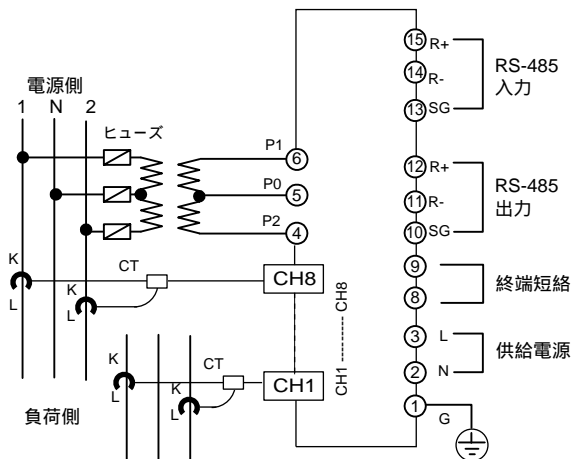 電源側
1 N 2
ヒューズ
P1
6
P0
5
P2
4
K
L
K
L
CT
CH8
CH1 -------- CH8
K
L
K
L
CT
CH1
負荷側
15 R+
14 R-
13 SG
RS-485
入力
12 R+
11 R-
10 SG
RS-485
出力
9
8
終端短絡
3 L
2 N
供給電源
1
G